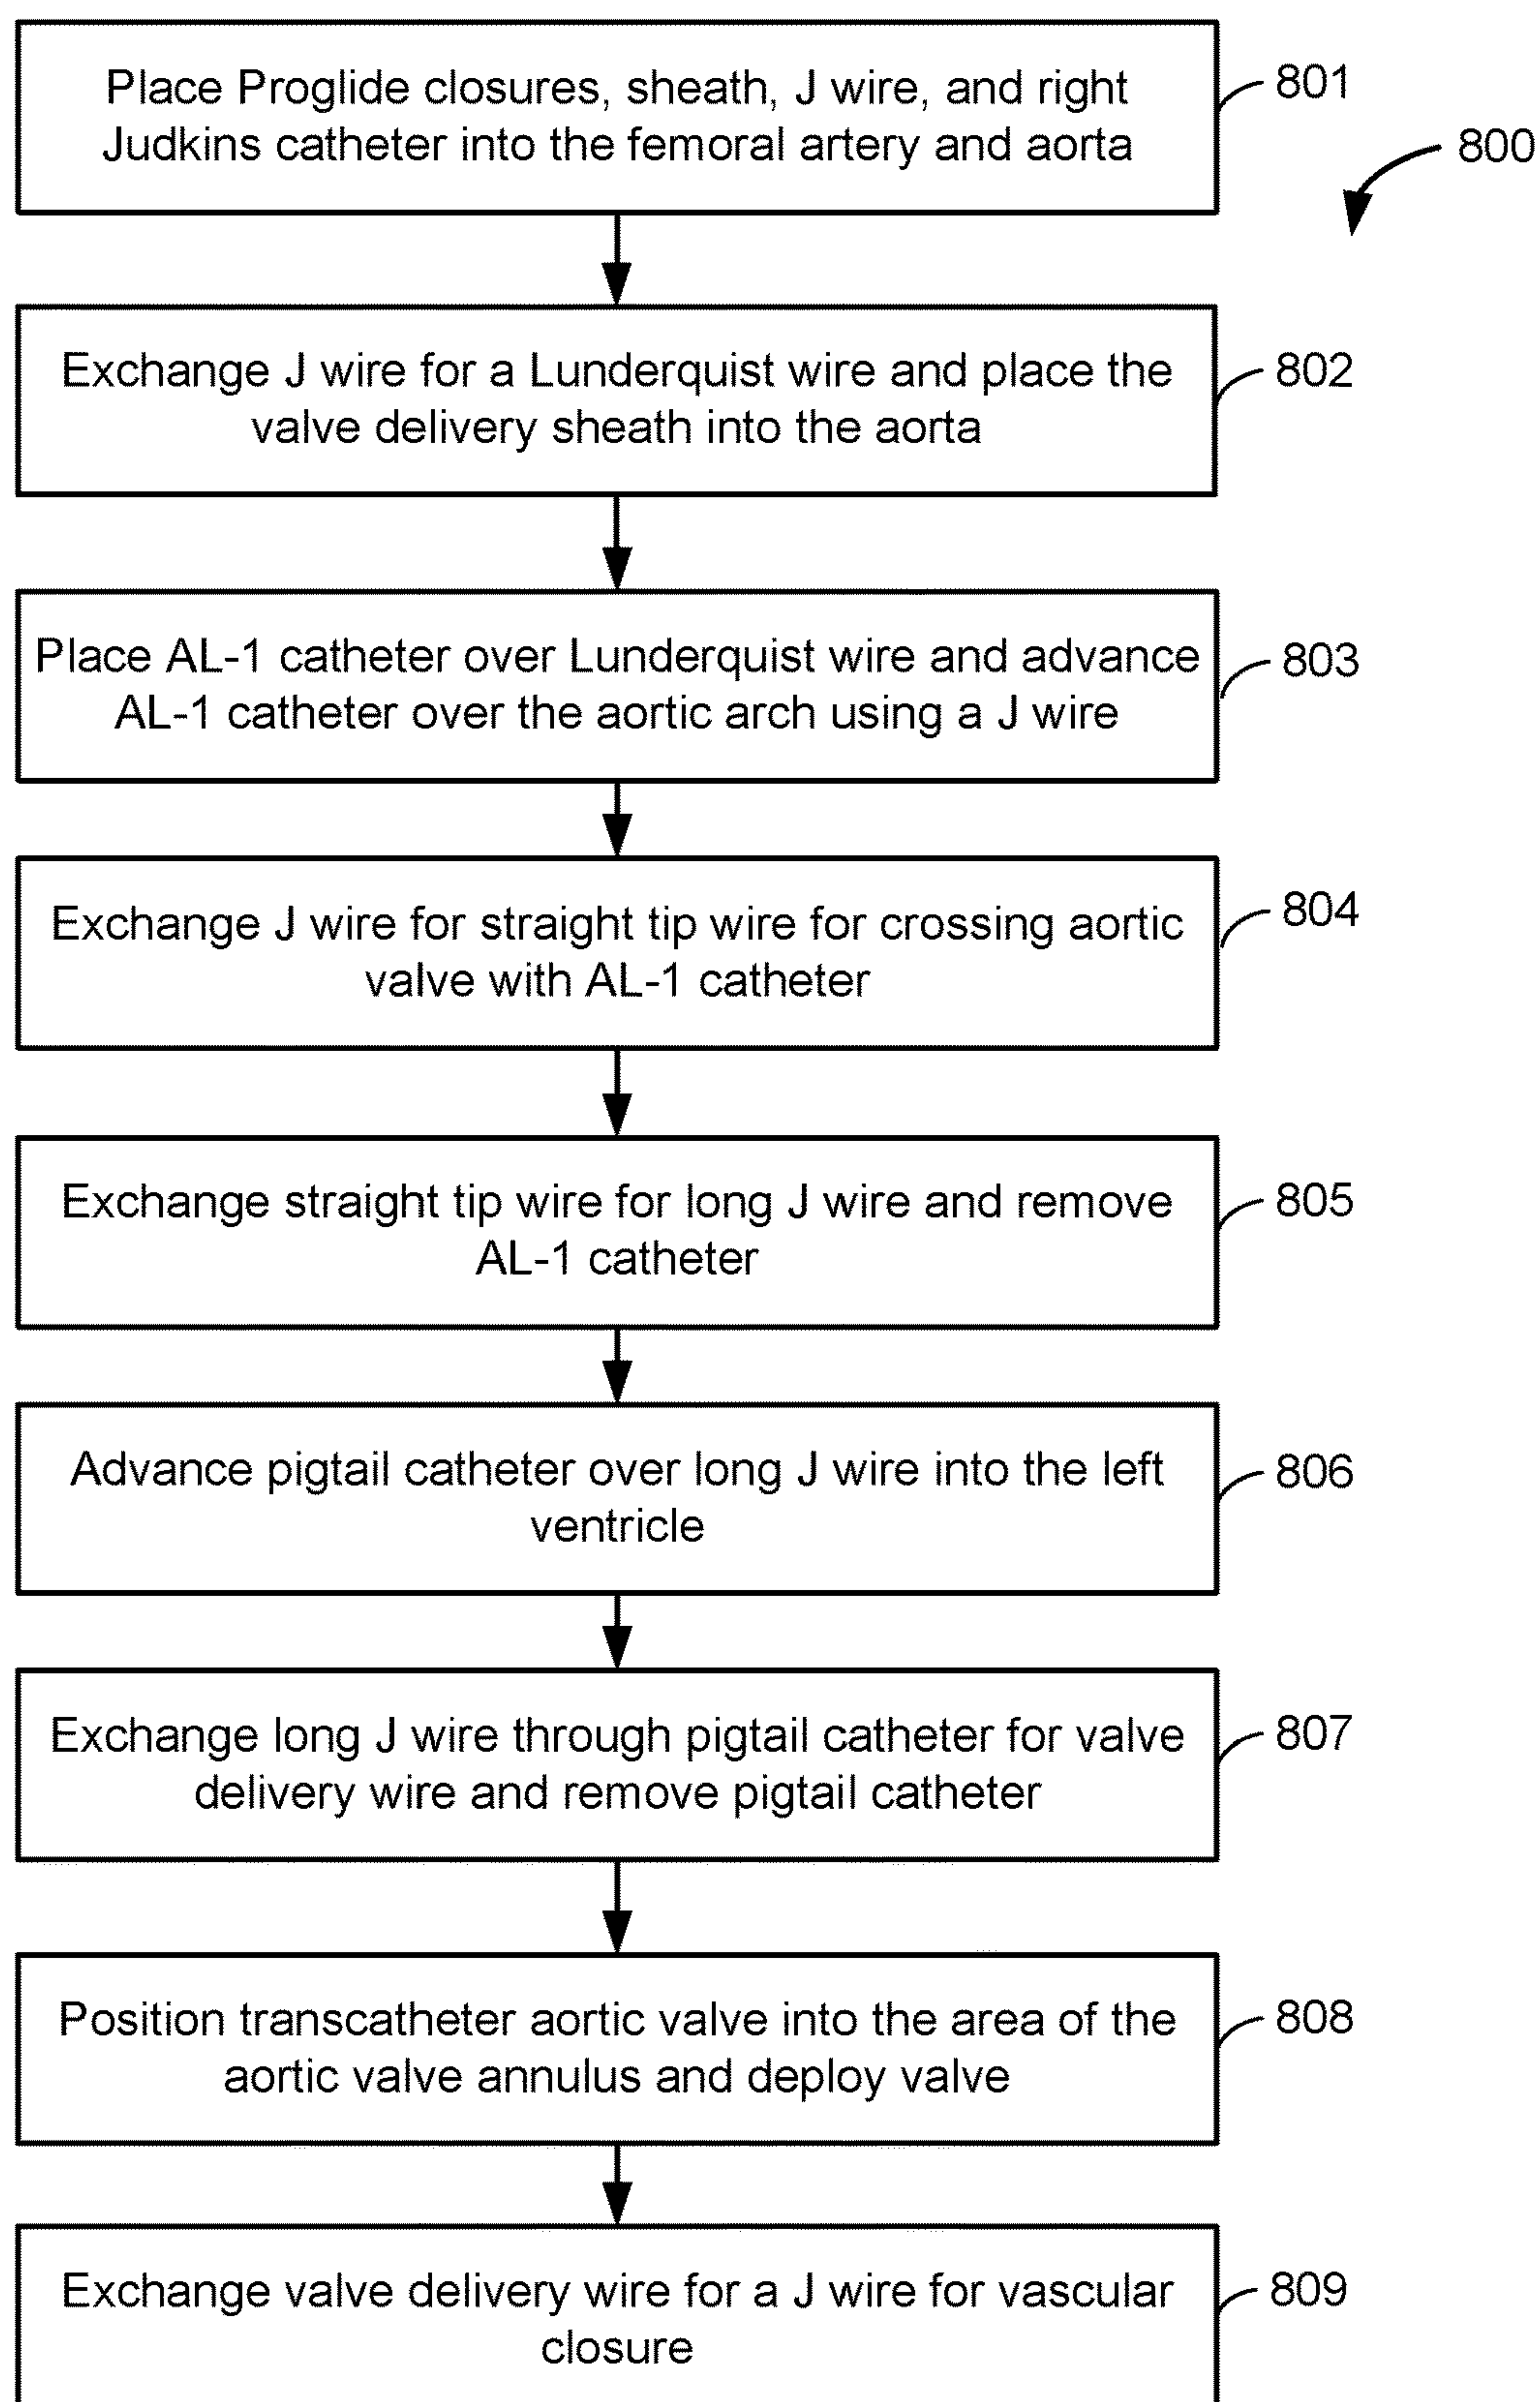 Place Proglide closures, sheath, J wire, and right
Judkins catheter into the femoral artery and aorta
801
800
Exchange J wire for a Lunderquist wire and place the
valve delivery sheath into the aorta
802
Place AL-1 catheter over Lunderquist wire and advance
AL-1 catheter over the aortic arch using a J wire
803
Exchange J wire for straight tip wire for crossing aortic
valve with AL-1 catheter
804
Exchange straight tip wire for long J wire and remove
AL-1 catheter
805
Advance pigtail catheter over long J wire into the left
ventricle
806
Exchange long J wire through pigtail catheter for valve
delivery wire and remove pigtail catheter
807
Position transcatheter aortic valve into the area of the
aortic valve annulus and deploy valve
808
Exchange valve delivery wire for a J wire for vascular
closure
809